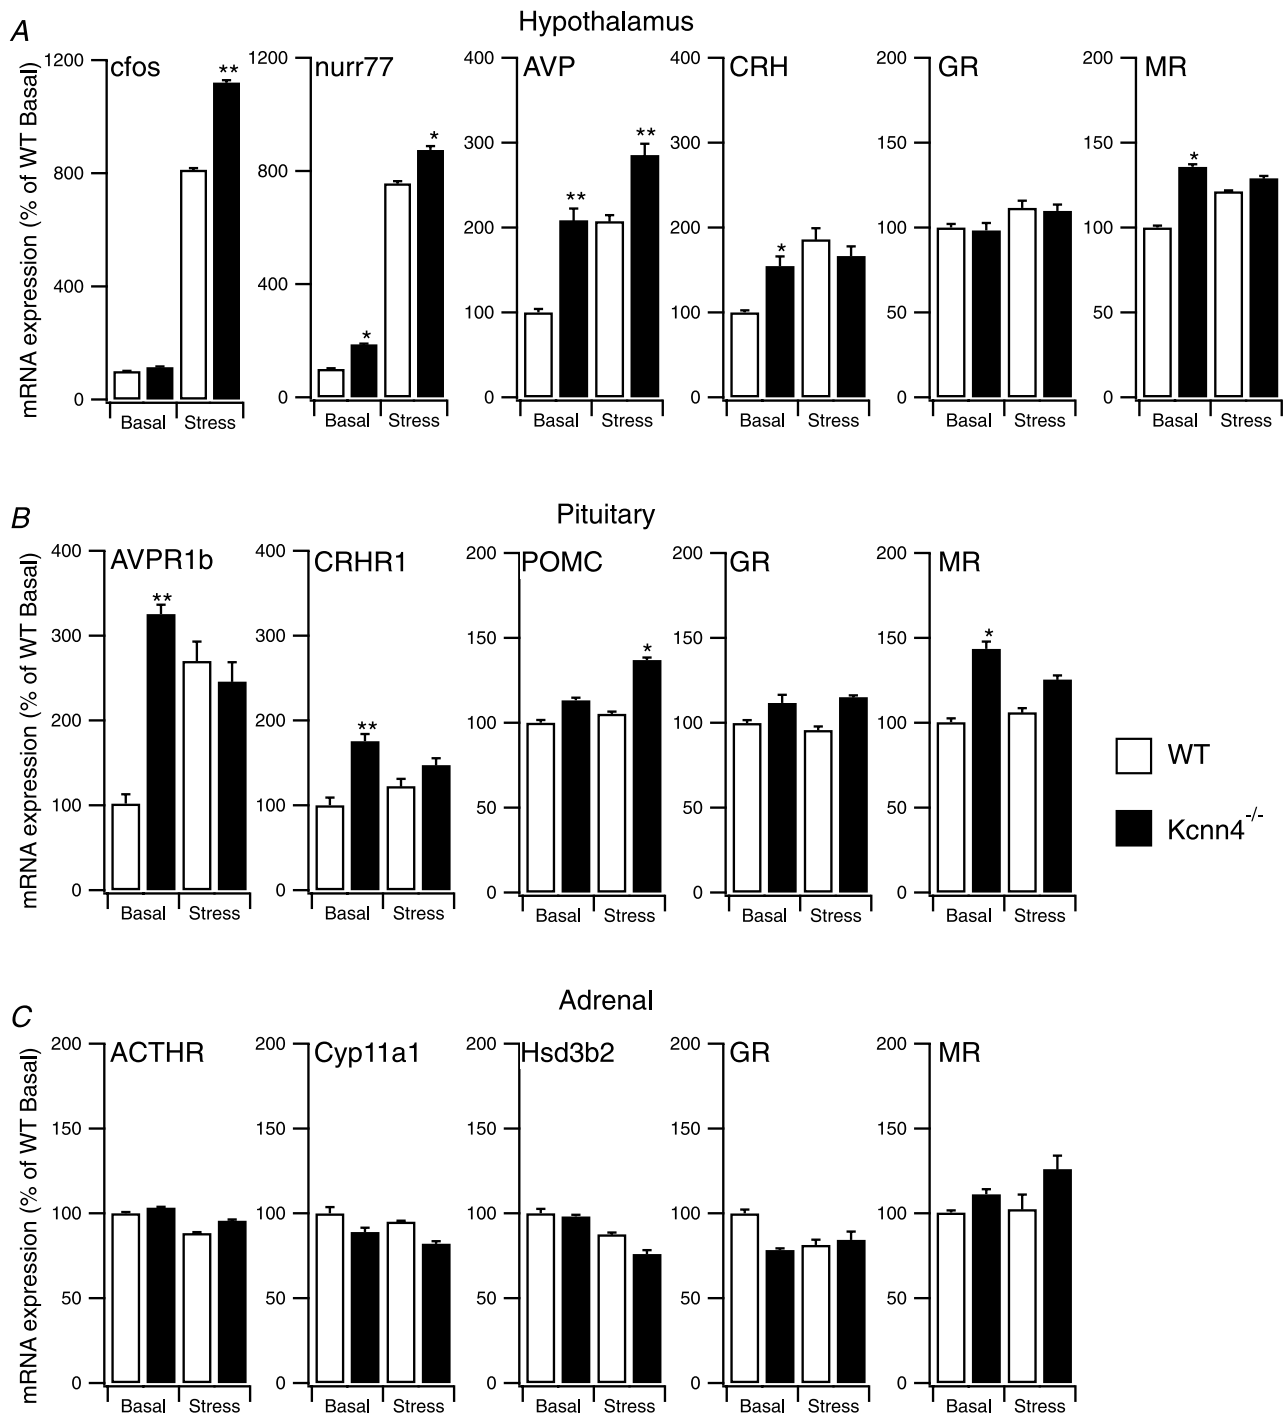 A
Hypothalamus
mRNA expression (% of WT Basal)
cfos
1200
800
400
0
**
Basal Stress
nurr77
1200
800
400
0
*
*
Basal Stress
AVP
400
300
200
100
0
**
**
Basal Stress
CRH
400
300
200
100
0
*
Basal Stress
GR
200
150
100
50
0
Basal Stress
MR
200
150
100
50
0
*
Basal Stress
B
Pituitary
mRNA expression (% of WT Basal)
AVPR1b
400
300
200
100
0
**
Basal Stress
CRHR1
400
300
200
100
0
**
Basal Stress
POMC
200
150
100
50
0
*
Basal Stress
GR
200
150
100
50
0
Basal Stress
MR
200
150
100
50
0
*
Basal Stress
WT
Kcnn4-/-
C
Adrenal
mRNA expression (% of WT Basal)
ACTHR
200
150
100
50
0
Basal Stress
Cyp11a1
200
150
100
50
0
Basal Stress
Hsd3b2
200
150
100
50
0
Basal Stress
GR
200
150
100
50
0
Basal Stress
MR
200
150
100
50
0
Basal Stress